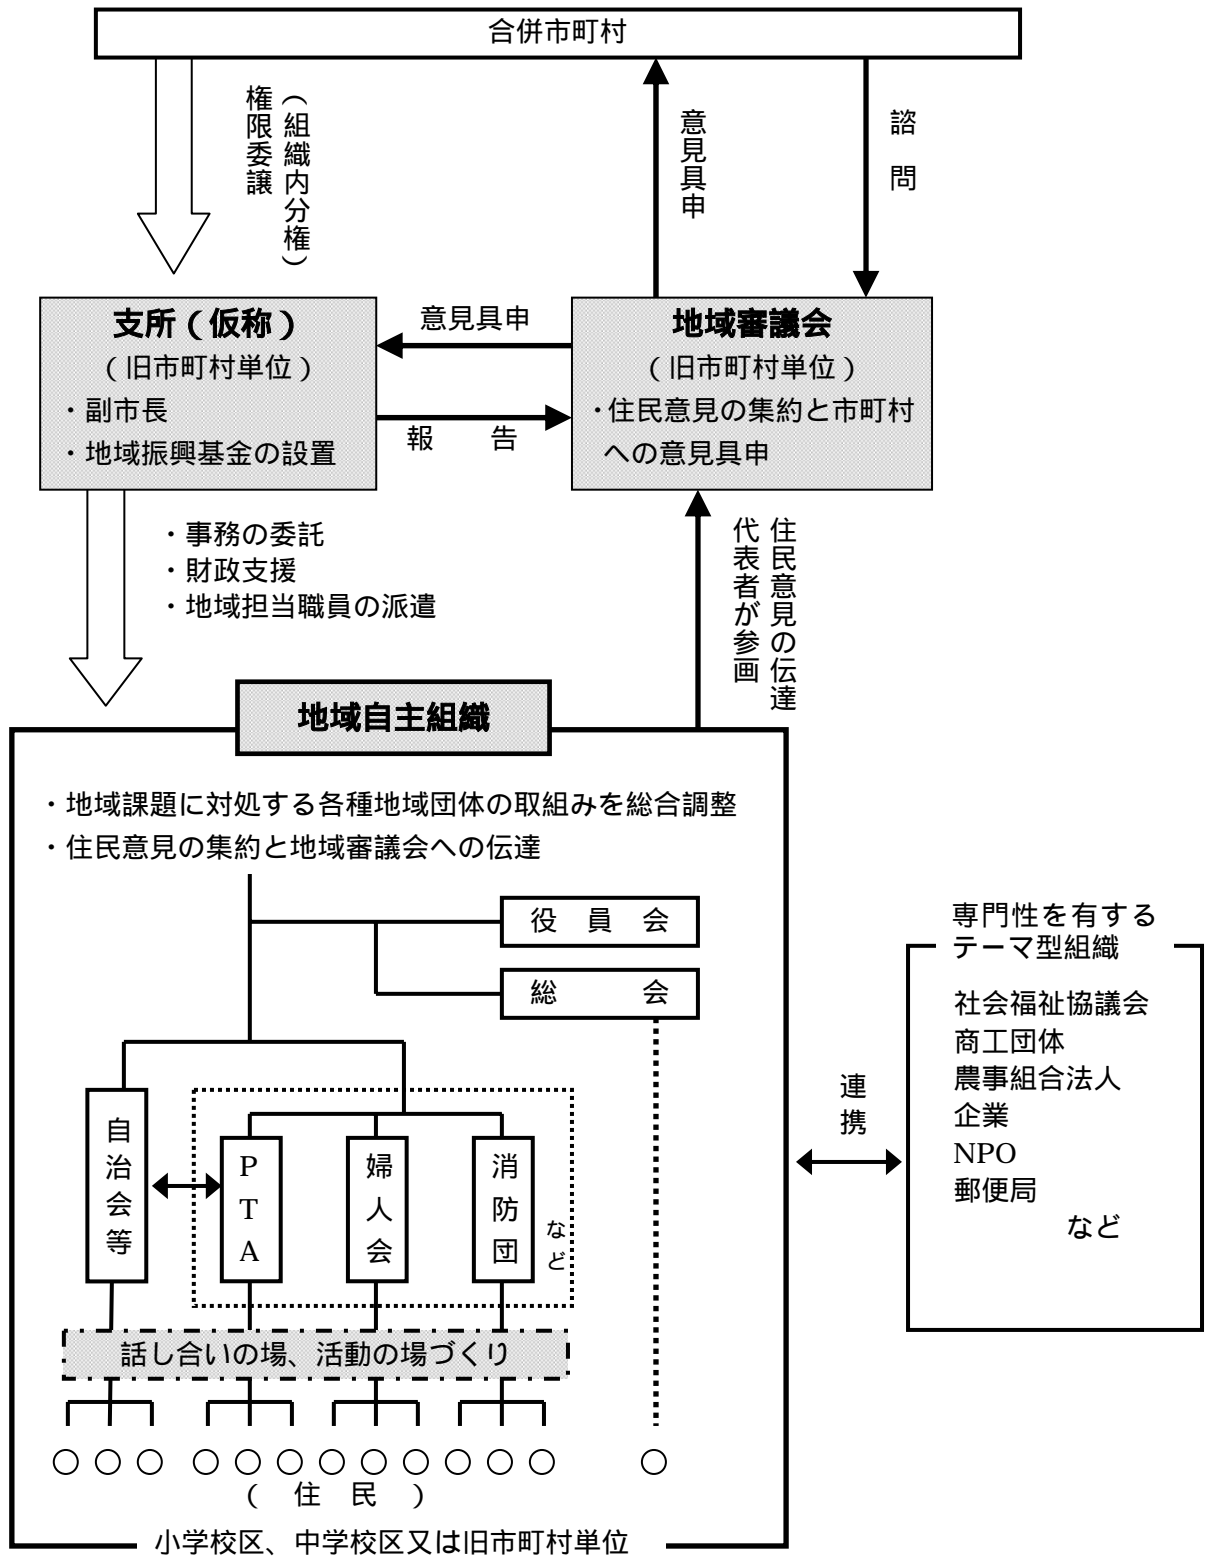 合併市町村
権限委譲
（組織内分権）
意見具申
諮　問
支所（仮称）
（旧市町村単位）
・副市長
・地域振興基金の設置
意見具申
報　　告
地域審議会
（旧市町村単位）
・住民意見の集約と市町村
への意見具申
・事務の委託
・財政支援
・地域担当職員の派遣
住民意見の伝達
代表者が参画
地域自主組織
・地域課題に対処する各種地域団体の取組みを総合調整
・住民意見の集約と地域審議会への伝達
役　員　会
総　　　会
自治会等
PTA
婦人会
消防団
など
話し合いの場、活動の場づくり
（　住　民　）
小学校区、中学校区又は旧市町村単位
連携
専門性を有する
テーマ型組織
社会福祉協議会
商工団体
農事組合法人
企業
NPO
郵便局
など